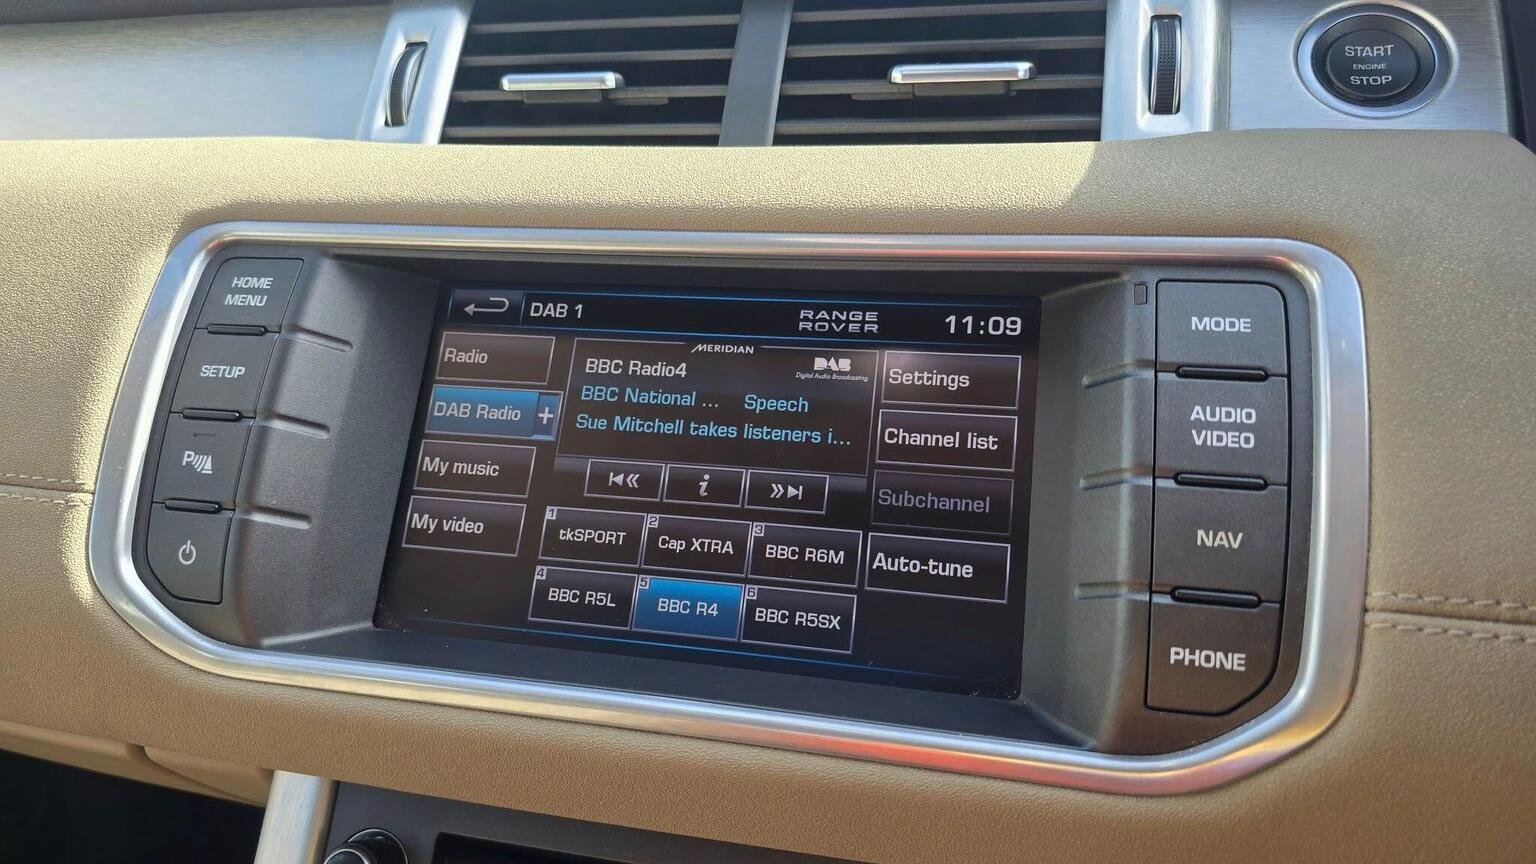 START
ENGINE
STOP
HOME
MENU
SETUP
P
DAB 1
RANGE
ROVER
11:09
Radio
DAB Radio +
My music
My video
MERIDIAN
BBC Radio4
DAB
Digital Audio Broadcasting
BBC National ... Speech
Sue Mitchell takes listeners i...
i
1 tkSPORT
2 Cap XTRA
3 BBC R6M
4 BBC R5L
5 BBC R4
6 BBC R5SX
Settings
Channel list
Subchannel
Auto-tune
MODE
AUDIO
VIDEO
NAV
PHONE